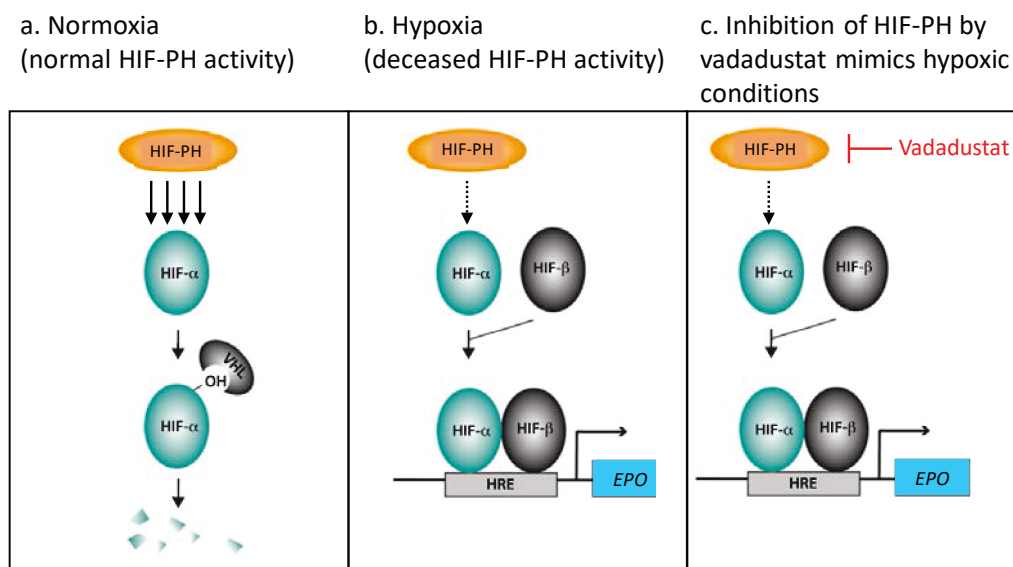 a. Normoxia
(normal HIF-PH activity)
b. Hypoxia
(deceased HIF-PH activity)
c. Inhibition of HIF-PH by
vadadustat mimics hypoxic
conditions
HIF-PH
HIF-α
VHL
OH
HIF-α
HIF-PH
HIF-α
HIF-β
HIF-α
HIF-β
HRE
EPO
HIF-PH
Vadadustat
HIF-α
HIF-β
HIF-α
HIF-β
HRE
EPO